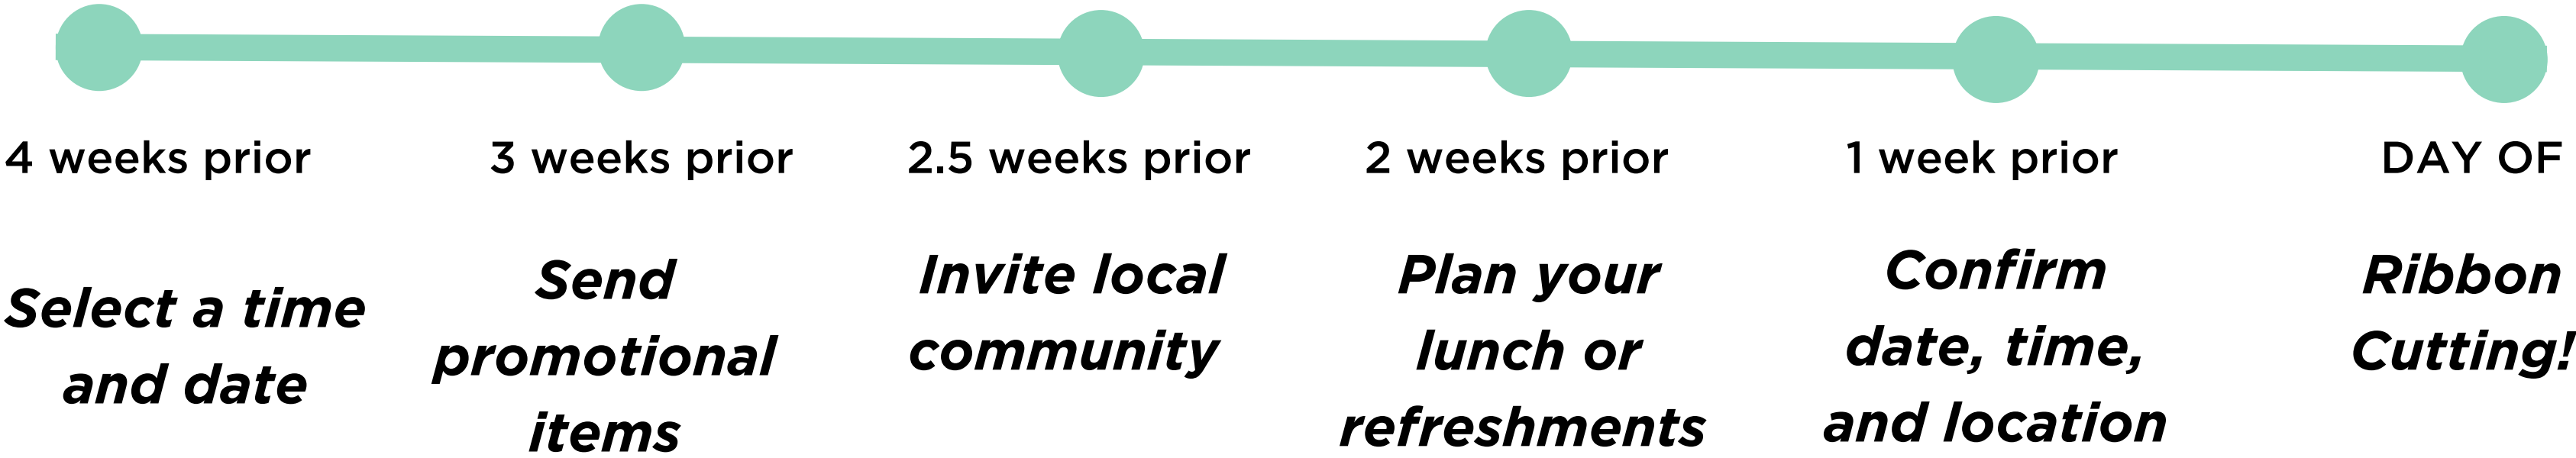 4 weeks prior
3 weeks prior
2.5 weeks prior
2 weeks prior
1 week prior
DAY OF
Select a time
and date
Send
promotional
items
Invite local
community
Plan your
lunch or
refreshments
Confirm
date, time,
and location
Ribbon
Cutting!